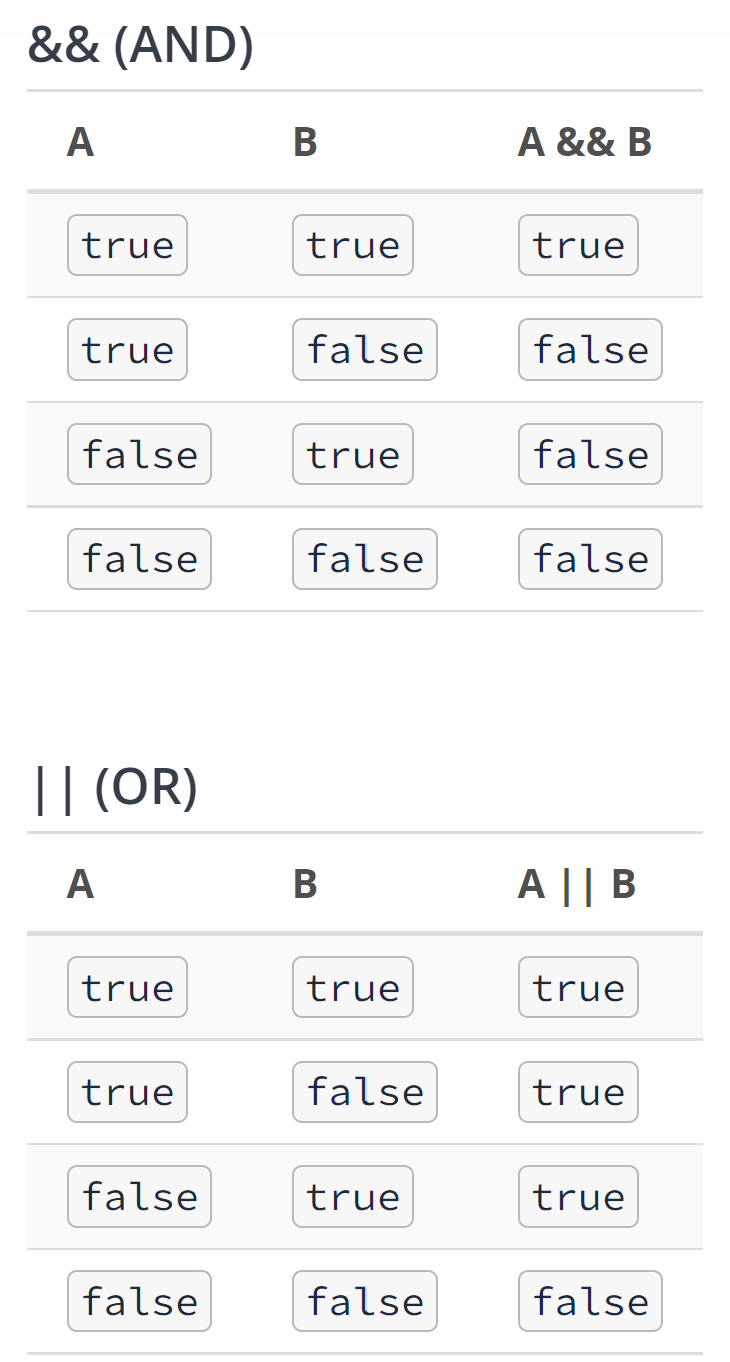 && (AND)
A B A && B
true true true
true false false
false true false
false false false
|| (OR)
A B A || B
true true true
true false true
false true true
false false false